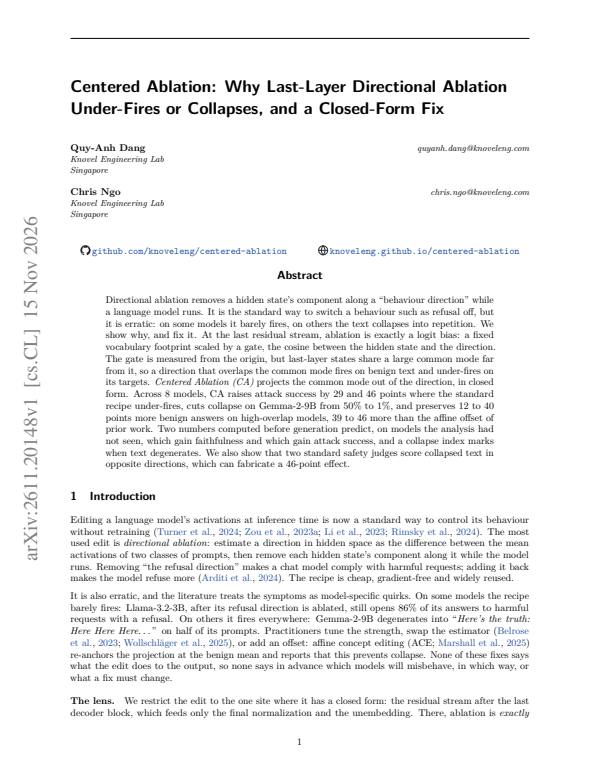 Centered Ablation: Why Last-Layer Directional Ablation
Under-Fires or Collapses, and a Closed-Form Fix
Quy-Anh Dang quyanh.dang@knoveleng.com
Knovel Engineering Lab
Singapore
Chris Ngo chris.ngo@knoveleng.com
Knovel Engineering Lab
Singapore
github.com/knoveleng/centered-ablation knoveleng.github.io/centered-ablation
Abstract
Directional ablation removes a hidden state's component along a “behaviour direction” while
a language model runs. It is the standard way to switch a behaviour such as refusal off, but
it is erratic: on some models it barely fires, on others the text collapses into repetition. We
show why, and fix it. At the last residual stream, ablation is exactly a logit bias: a fixed
vocabulary footprint scaled by a gate, the cosine between the hidden state and the direction.
The gate is measured from the origin, but last-layer states share a large common mode far
from it, so a direction that overlaps the common mode fires on benign text and under-fires on
its targets. Centered Ablation (CA) projects the common mode out of the direction, in closed
form. Across 8 models, CA raises attack success by 29 and 46 points where the standard
recipe under-fires, cuts collapse on Gemma-2-9B from 50% to 1%, and preserves 12 to 40
points more benign answers on high-overlap models, 39 to 46 more than the affine offset of
prior work. Two numbers computed before generation predict, on models the analysis had
not seen, which gain faithfulness and which gain attack success, and a collapse index marks
when text degenerates. We also show that two standard safety judges score collapsed text in
opposite directions, which can fabricate a 46-point effect.
1 Introduction
Editing a language model's activations at inference time is now a standard way to control its behaviour
without retraining (Turner et al., 2024; Zou et al., 2023a; Li et al., 2023; Rimsky et al., 2024). The most
used edit is directional ablation: estimate a direction in hidden space as the difference between the mean
activations of two classes of prompts, then remove each hidden state's component along it while the model
runs. Removing “the refusal direction” makes a chat model comply with harmful requests; adding it back
makes the model refuse more (Arditi et al., 2024). The recipe is cheap, gradient-free and widely reused.
It is also erratic, and the literature treats the symptoms as model-specific quirks. On some models the recipe
barely fires: Llama-3.2-3B, after its refusal direction is ablated, still opens 86% of its answers to harmful
requests with a refusal. On others it fires everywhere: Gemma-2-9B degenerates into “Here's the truth:
Here Here Here...” on half of its prompts. Practitioners tune the strength, swap the estimator (Belrose
et al., 2023; Wollschläger et al., 2025), or add an offset: affine concept editing (ACE; Marshall et al., 2025)
re-anchors the projection at the benign mean and reports that this prevents collapse. None of these fixes says
what the edit does to the output, so none says in advance which models will misbehave, in which way, or
what a fix must change.
The lens. We restrict the edit to the one site where it has a closed form: the residual stream after the last
decoder block, which feeds only the final normalization and the unembedding. There, ablation is exactly
1
arXiv:2611.20148v1 [cs.CL] 15 Nov 2026